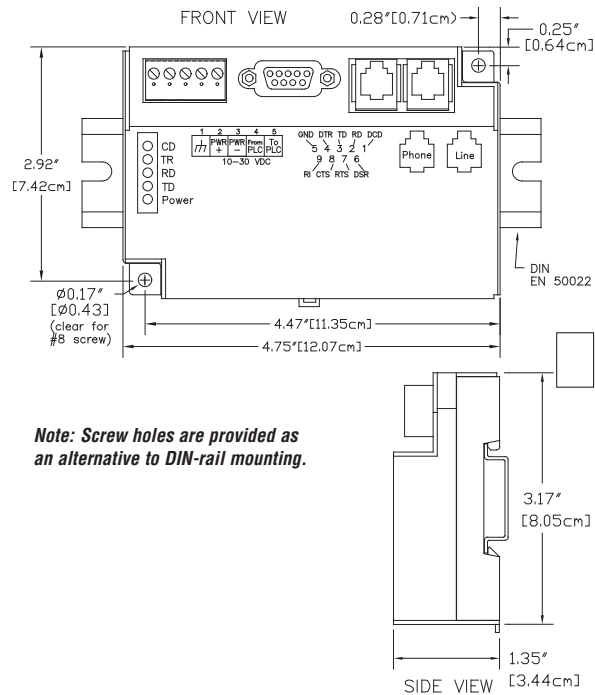 FRONT VIEW
0.28"[0.71cm)
0.25"
[0.64cm]
2.92"
[7.42cm]
CD
TR
RD
TD
Power
1 2 3 4 5
PWR + PWR - From PLC To PLC
10-30 VDC
GND DTR TD RD DCD
5 4 3 2 1
9 8 7 6
RI CTS RTS DSR
Phone
Line
DIN
EN 50022
Ø0.17"
[Ø0.43]
(clear for
#8 screw)
4.47"[11.35cm]
4.75"[12.07cm]
Note: Screw holes are provided as
an alternative to DIN-rail mounting.
3.17"
[8.05cm]
1.35"
[3.44cm]
SIDE VIEW